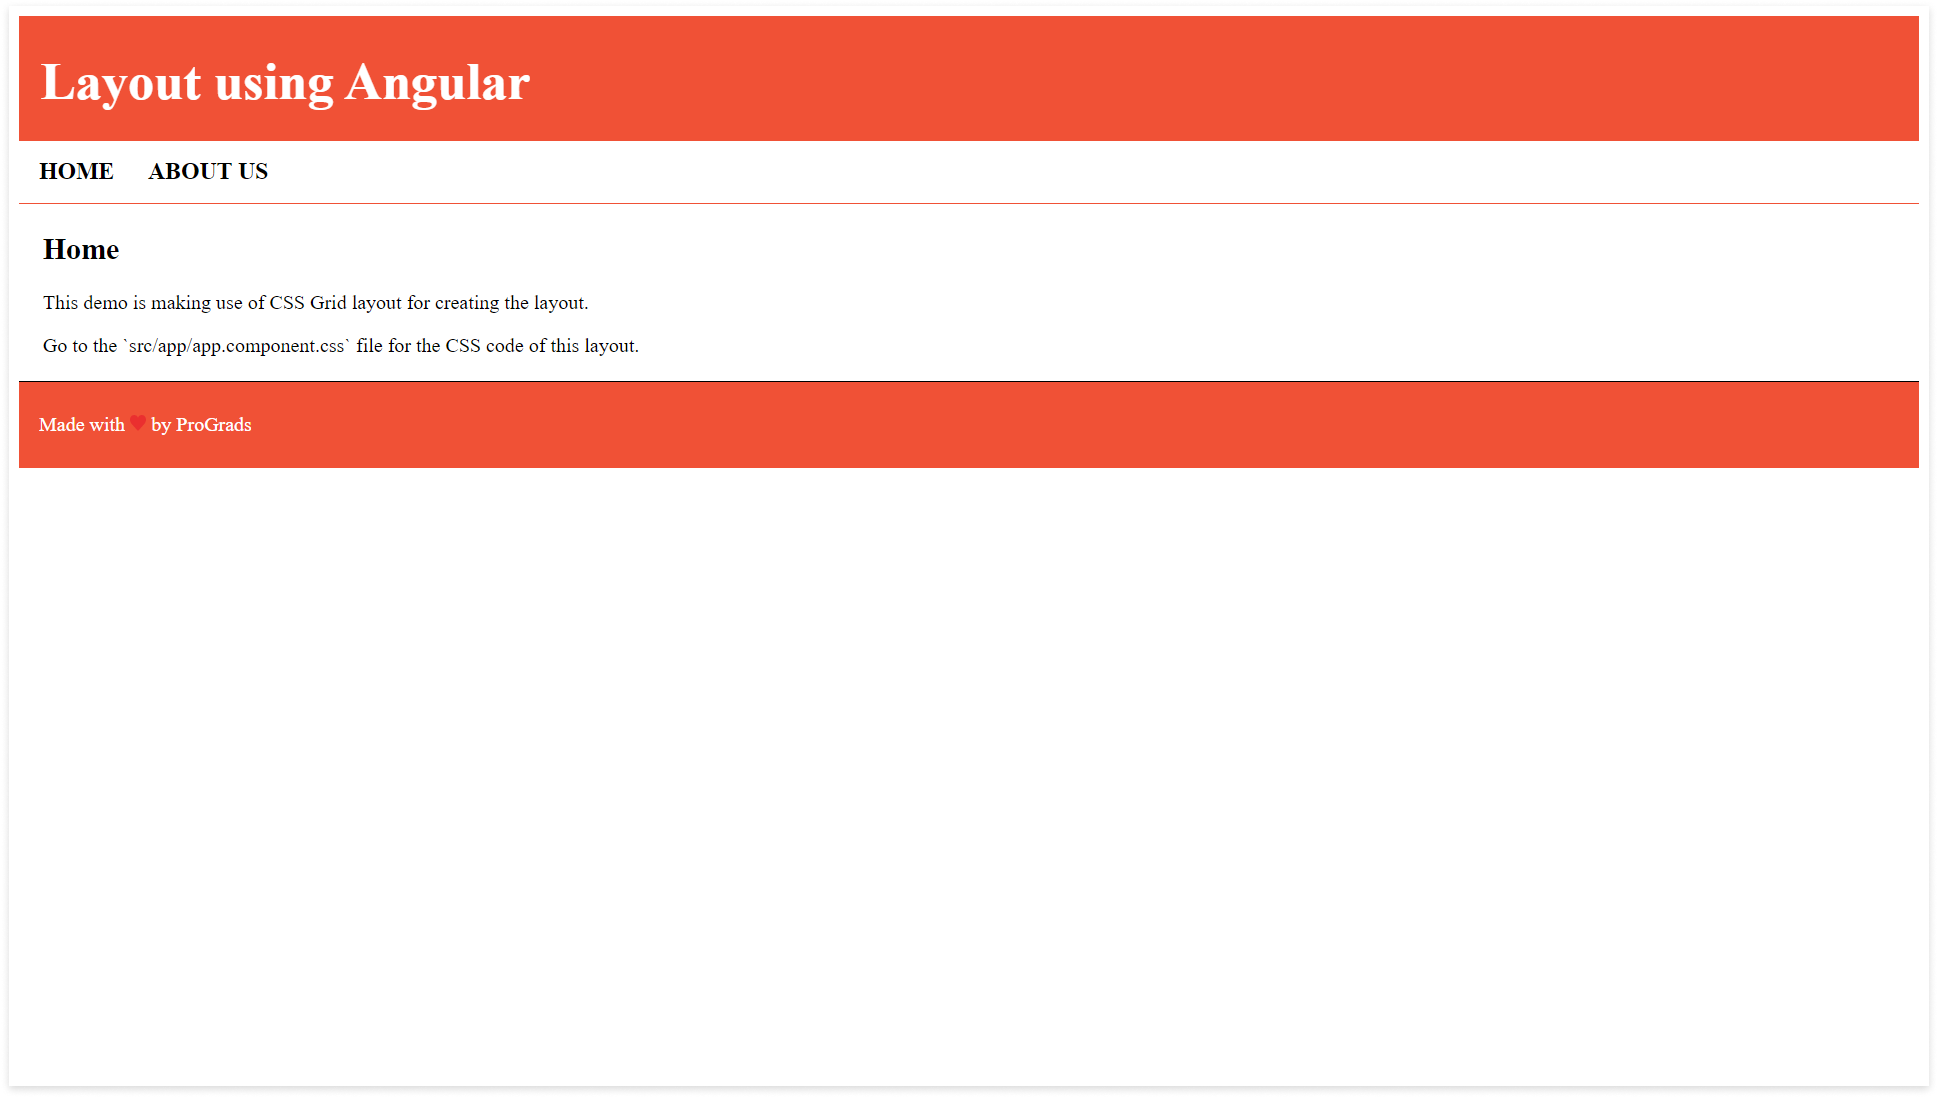 Layout using Angular
HOME ABOUT US
Home
This demo is making use of CSS Grid layout for creating the layout.
Go to the `src/app/app.component.css` file for the CSS code of this layout.
Made with ♥ by ProGrads